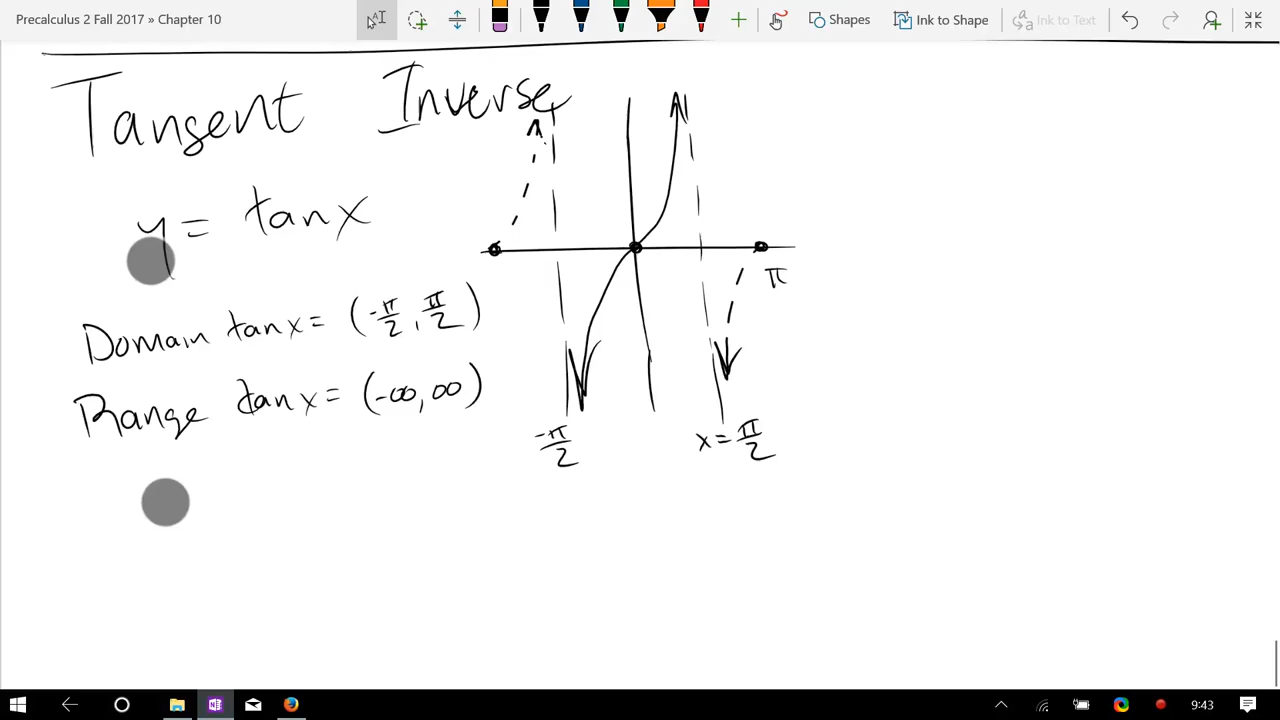 Precalculus 2 Fall 2017 » Chapter 10
Ink to Shape
Shapes
Ink to Text
Tangent Inverse
y = tan x
π
Domain tan x = (-π/2, π/2)
Range tan x = (-∞, ∞)
-π/2
x = π/2
9:43